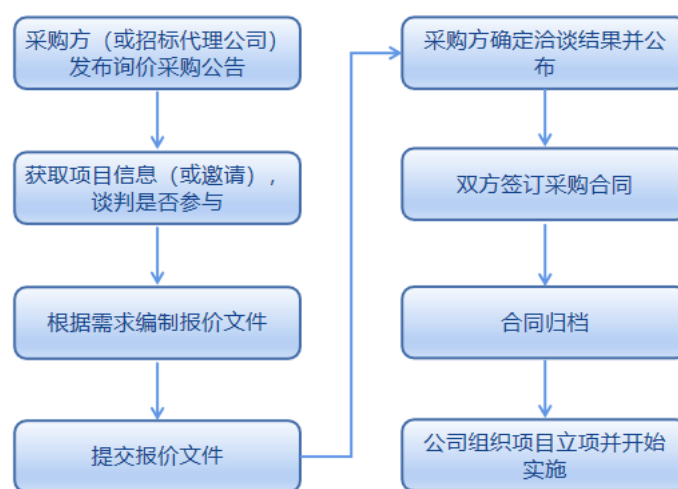 采购方（或招标代理公司）
发布询价采购公告
获取项目信息（或邀请），
谈判是否参与
根据需求编制报价文件
提交报价文件
采购方确定洽谈结果并公
布
双方签订采购合同
合同归档
公司组织项目立项并开始
实施